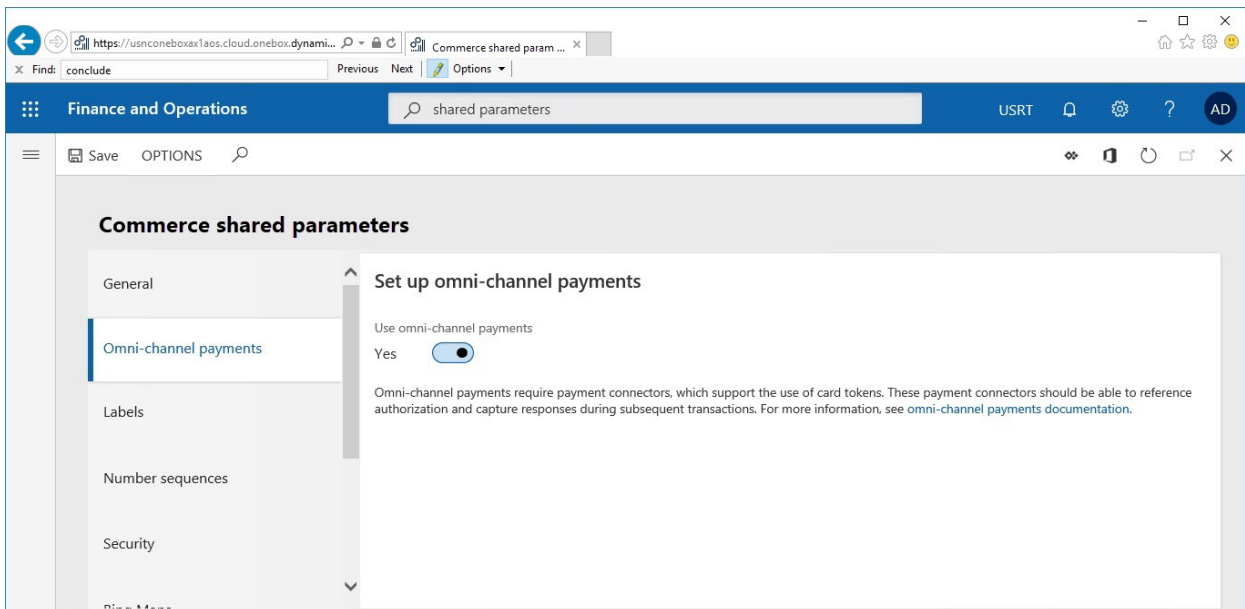 https://usnconeboxax1aos.cloud.onebox.dynami... Commerce shared param ...
x Find: conclude Previous Next Options
Finance and Operations shared parameters USRT ? AD
Save OPTIONS
Commerce shared parameters
General
Omni-channel payments
Labels
Number sequences
Security
Set up omni-channel payments
Use omni-channel payments
Yes
Omni-channel payments require payment connectors, which support the use of card tokens. These payment connectors should be able to reference
authorization and capture responses during subsequent transactions. For more information, see omni-channel payments documentation.